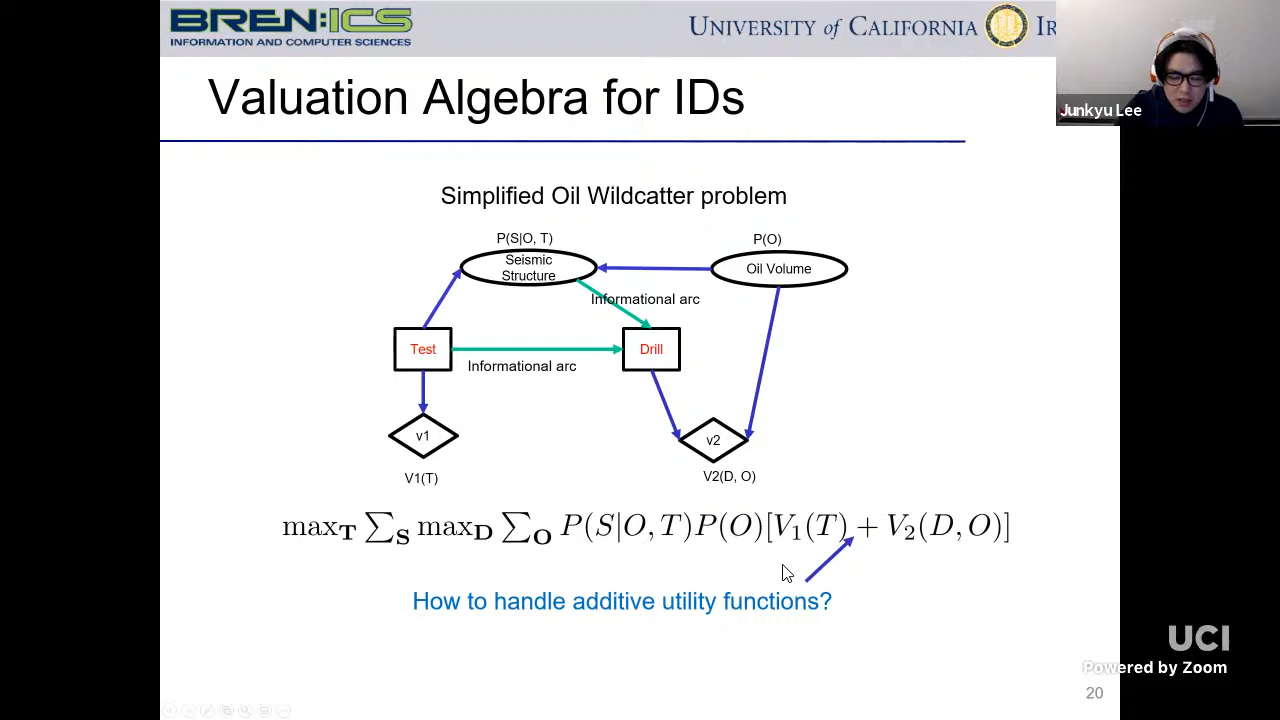 BREN:ICS
INFORMATION AND COMPUTER SCIENCES
UNIVERSITY of CALIFORNIA
IR
Junkyu Lee
Valuation Algebra for IDs
Simplified Oil Wildcatter problem
P(S|O, T)
P(O)
Seismic
Structure
Oil Volume
Informational arc
Test
Drill
Informational arc
v1
v2
V1(T)
V2(D, O)
max_T ∑_S max_D ∑_O P(S|O, T)P(O)[V₁(T) + V₂(D, O)]
How to handle additive utility functions?
UCI
Powered by Zoom
20